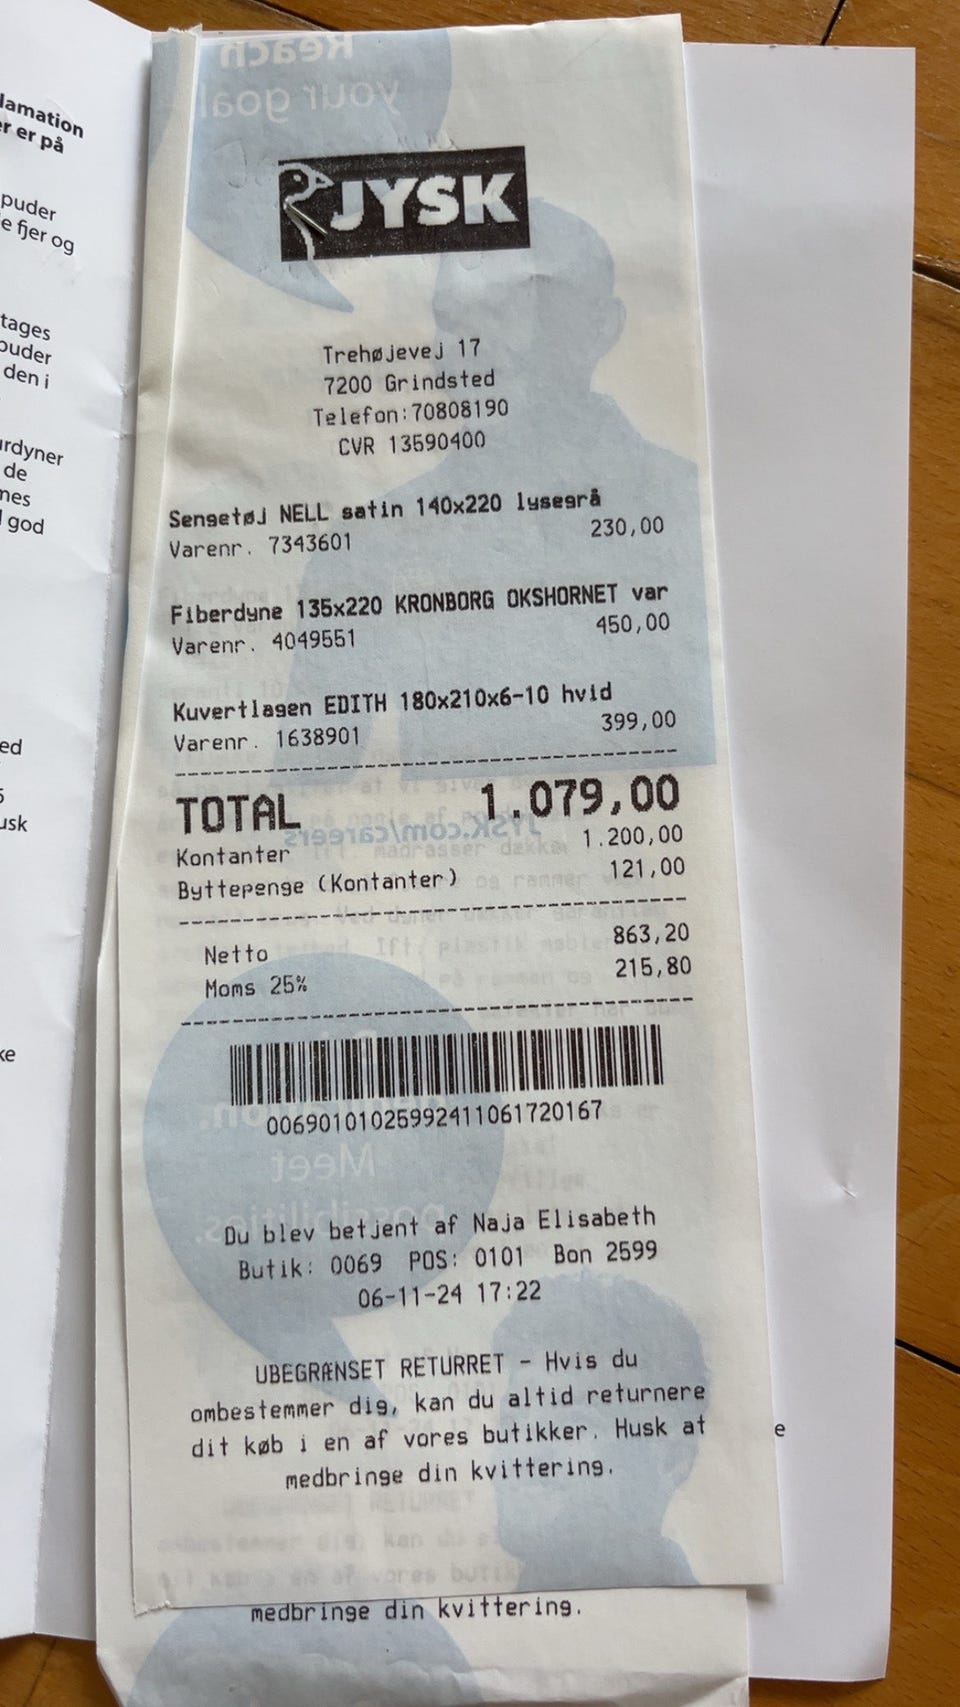 lamation
er er på
puder
e fjer og
tages
puder
den i
urdyner
de
nes
god
ed
usk
ke
Reach
your goal
JYSK
Trehøjevej 17
7200 Grindsted
Telefon:70808190
CVR 13590400
Sengetøj NELL satin 140x220 lysegrå
Varenr. 7343601 230,00
Fiberdyne 135x220 KRONBORG OKSHORNET var
Varenr. 4049551 450,00
Kuvertlagen EDITH 180x210x6-10 hvid
Varenr. 1638901 399,00
TOTAL 1.079,00
JYSK.com/careers
Kontanter 1.200,00
Byttepenge (Kontanter) 121,00
Netto 863,20
Moms 25% 215,80
00690101025992411061720167
Meet
possibilities.
Du blev betjent af Naja Elisabeth
Butik: 0069 POS: 0101 Bon 2599
06-11-24 17:22
UBEGRÆNSET RETURRET - Hvis du
ombestemmer dig, kan du altid returnere
dit køb i en af vores butikker. Husk at
medbringe din kvittering.
e
medbringe din kvittering.